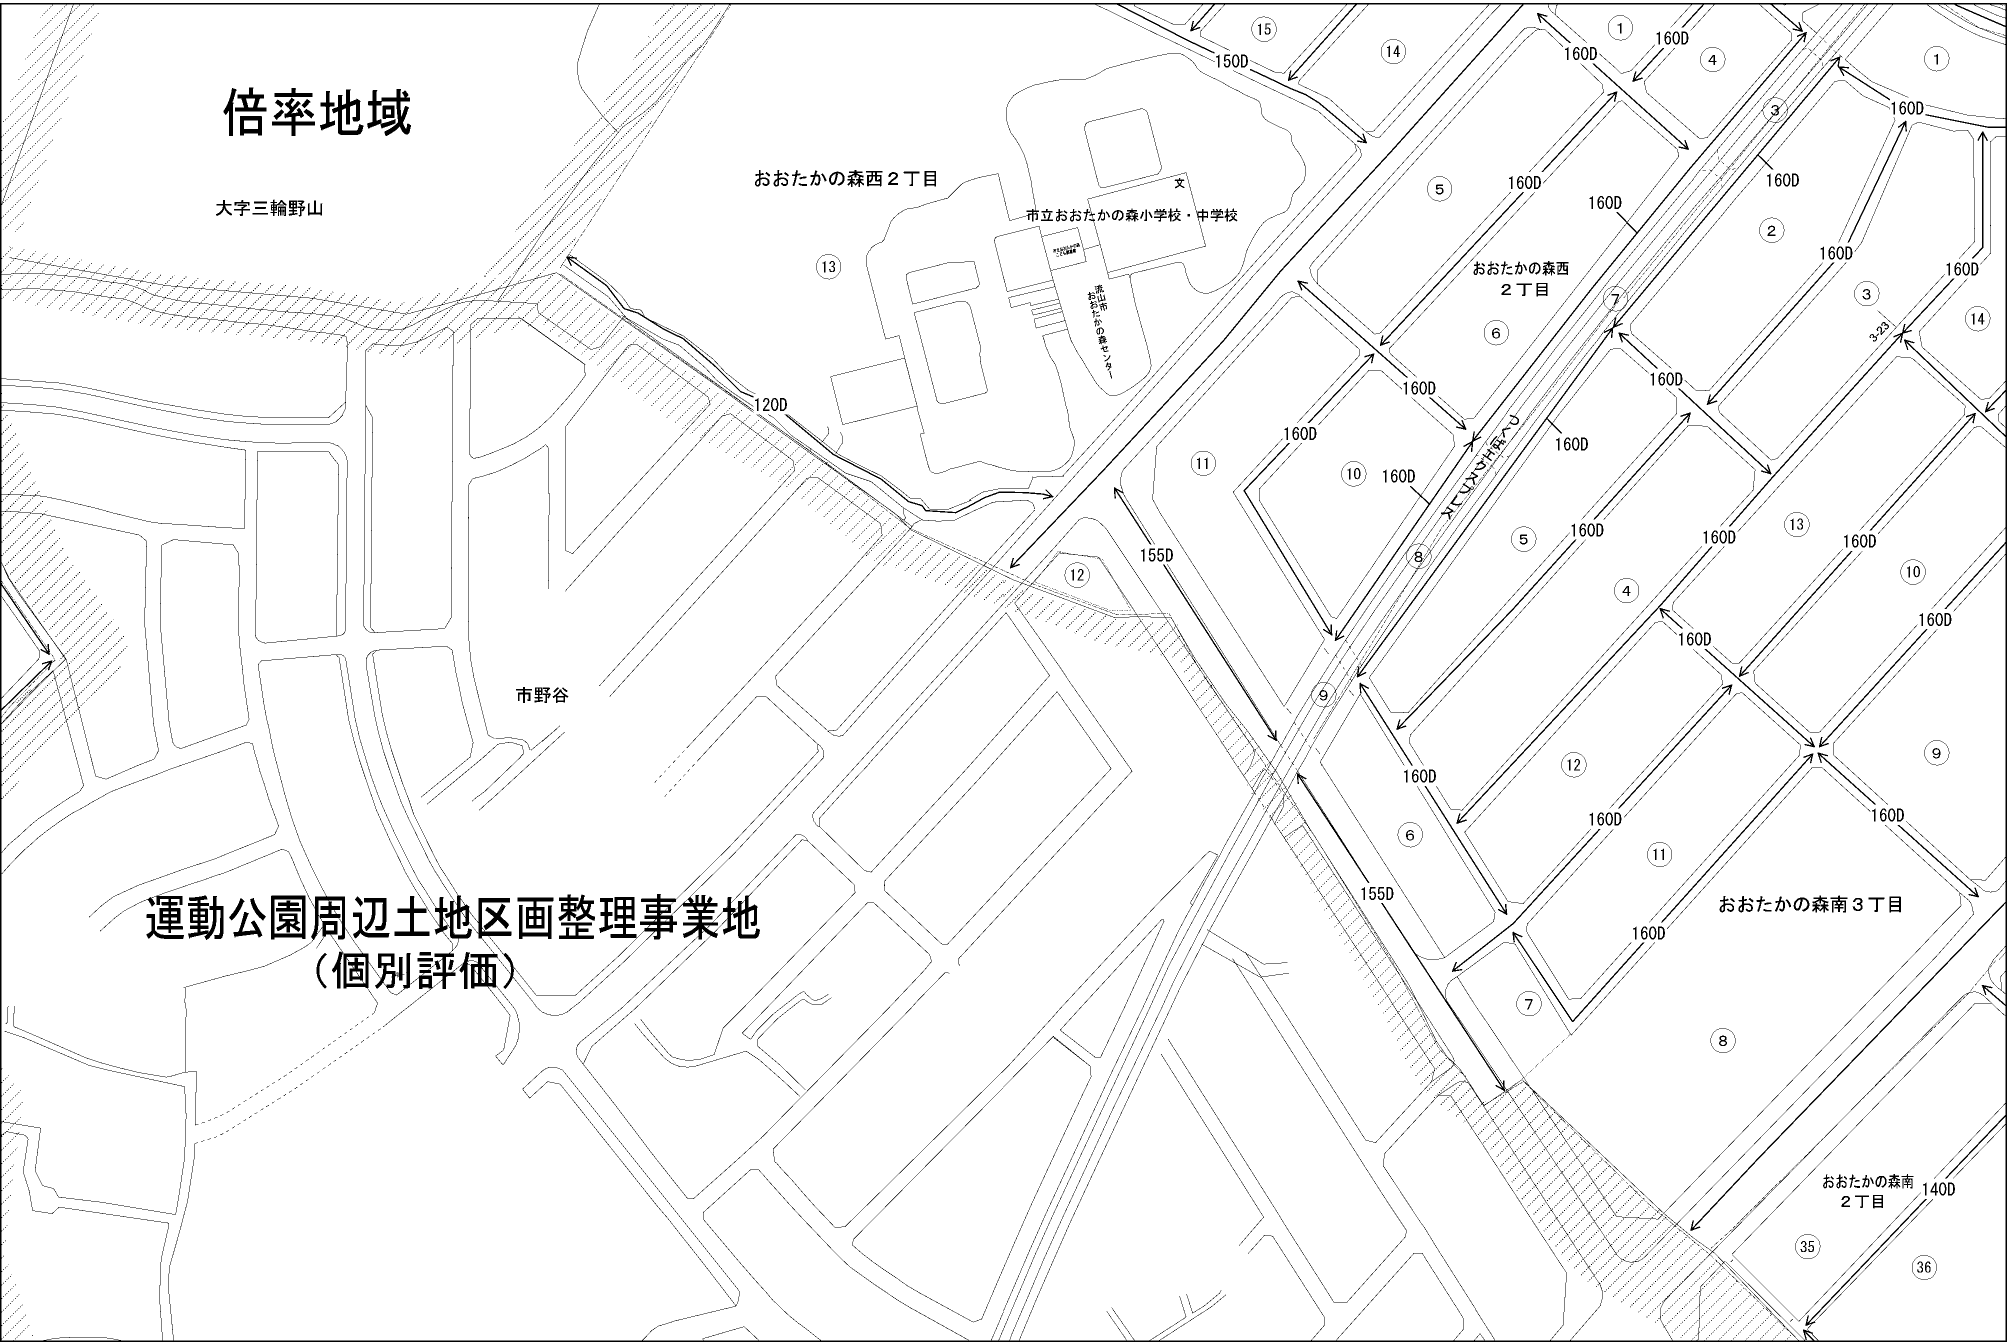 倍率地域
大字三輪野山
おおたかの森西２丁目
文
市立おおたかの森小学校・中学校
流山市
おおたかの森センター
⑬
⑮
⑭
150D
①
160D
160D
④
③
①
160D
⑤
160D
160D
160D
②
160D
おおたかの森西
２丁目
⑥
⑦
160D
③
3-23
⑭
120D
160D
160D
160D
⑪
160D
⑩
160D
つくばエクスプレス
160D
155D
⑫
⑧
⑤
160D
160D
⑬
160D
⑩
④
160D
160D
市野谷
⑨
160D
⑫
160D
⑨
160D
⑥
⑪
155D
160D
おおたかの森南３丁目
運動公園周辺土地区画整理事業地
（個別評価）
⑦
⑧
おおたかの森南
２丁目
140D
㉟
㊱